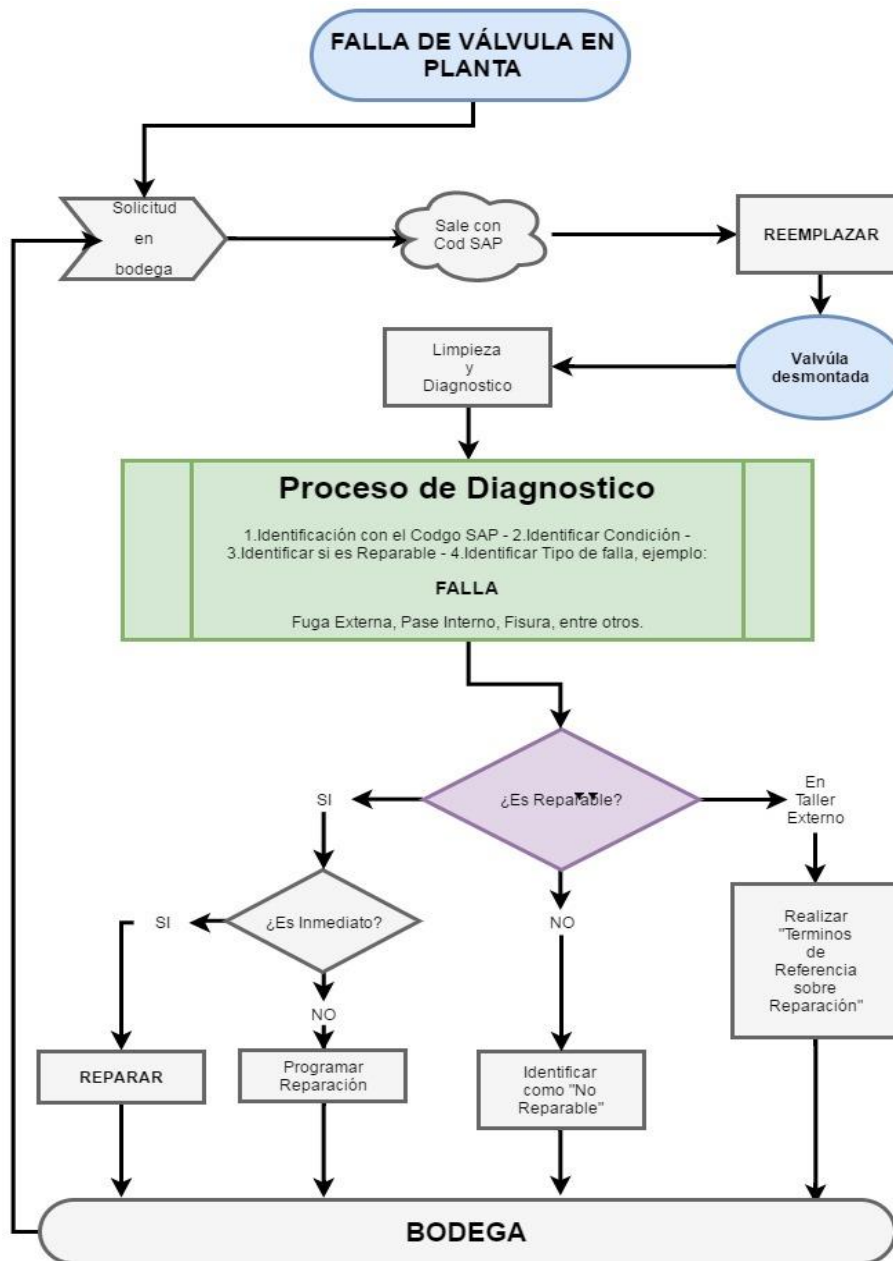 FALLA DE VÁLVULA EN
PLANTA
Solicitud
en
bodega
Sale con
Cod SAP
REEMPLAZAR
Valvúla
desmontada
Limpieza
y
Diagnostico
Proceso de Diagnostico
1.Identificación con el Codgo SAP - 2.Identificar Condición -
3.Identificar si es Reparable - 4.Identificar Tipo de falla, ejemplo:
FALLA
Fuga Externa, Pase Interno, Fisura, entre otros.
¿Es Reparable?
SI
En
Taller
Externo
¿Es Inmediato?
SI
NO
NO
Realizar
"Terminos
de
Referencia
sobre
Reparación"
REPARAR
Programar
Reparación
Identificar
como "No
Reparable"
BODEGA